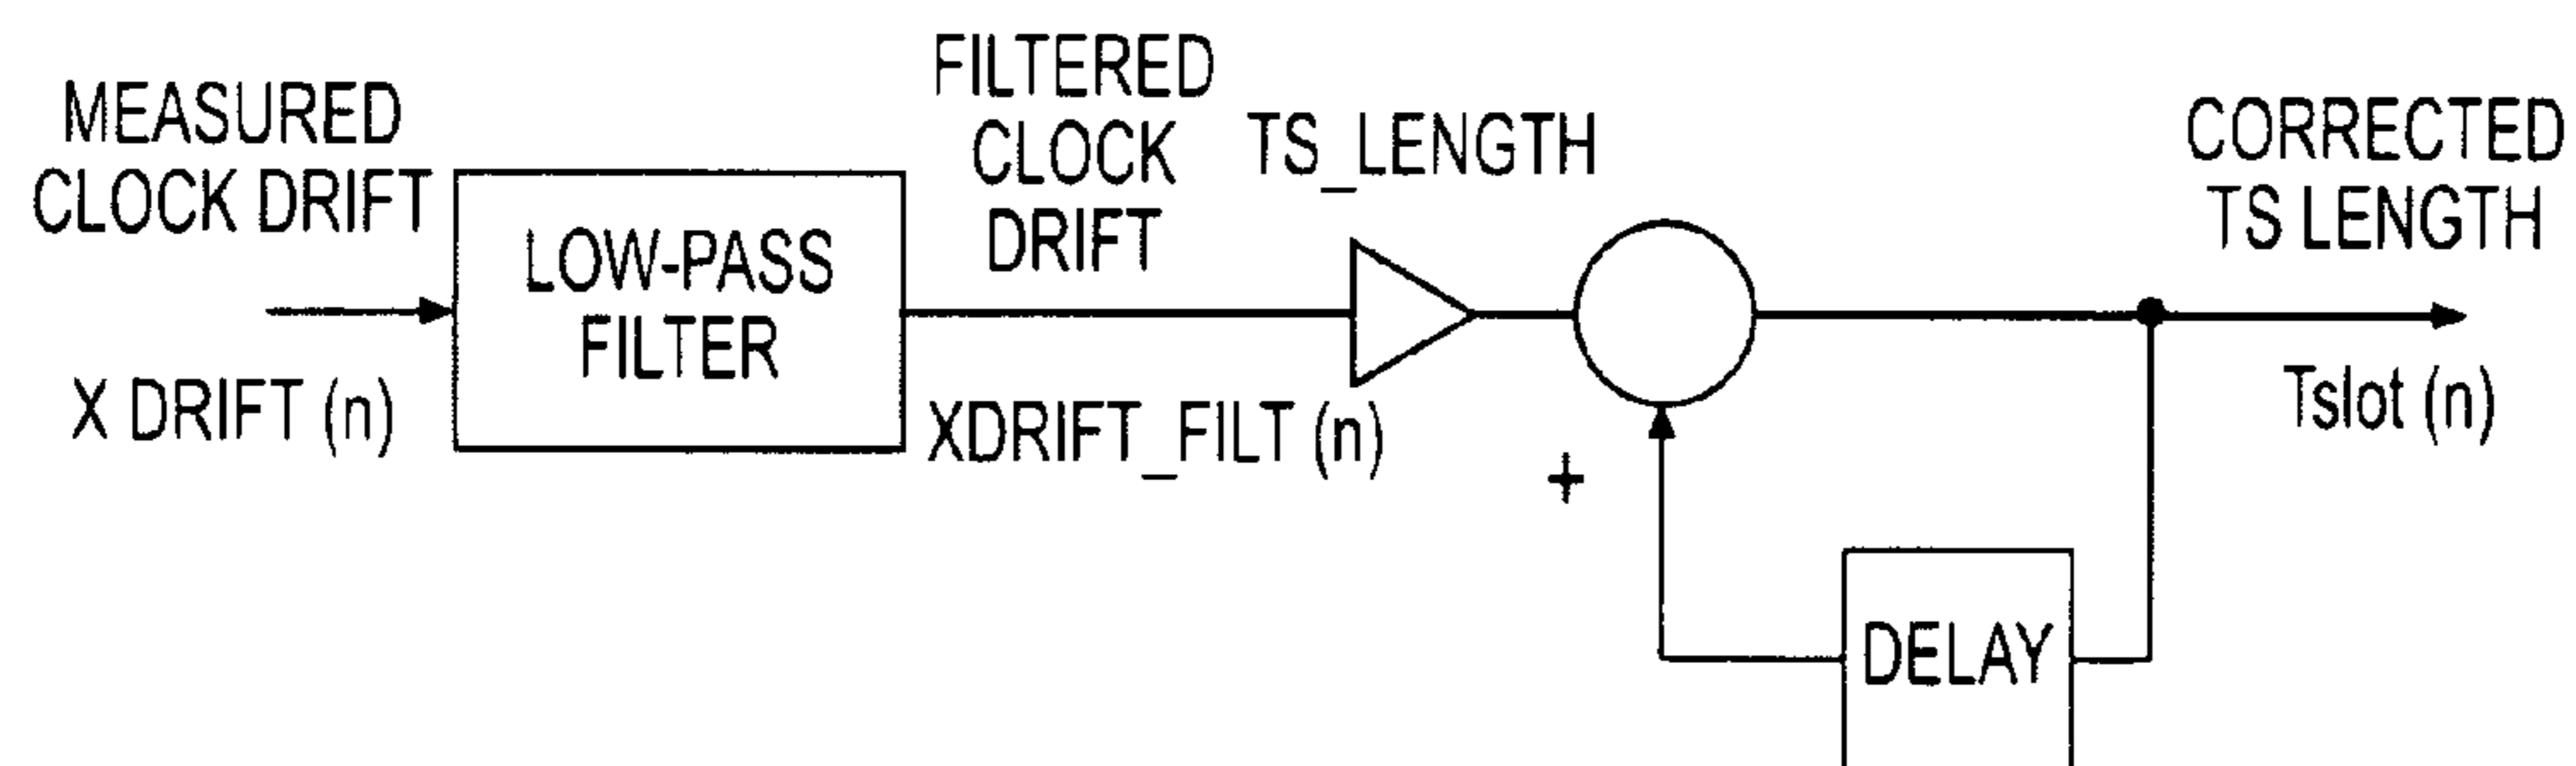 MEASURED
CLOCK DRIFT
X DRIFT (n)
LOW-PASS
FILTER
FILTERED
CLOCK
DRIFT
XDRIFT_FILT (n)
TS_LENGTH
+
DELAY
CORRECTED
TS LENGTH
Tslot (n)